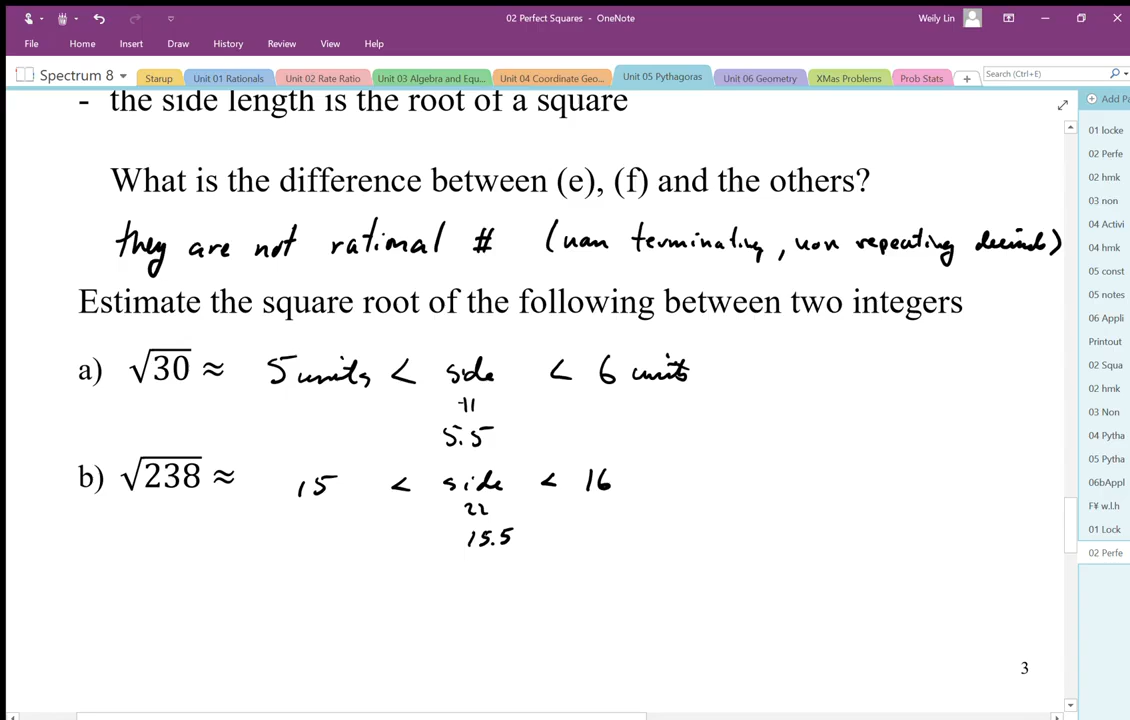 02 Perfect Squares - OneNote
Weily Lin
File Home Insert Draw History Review View Help
Spectrum 8
Starup Unit 01 Rationals Unit 02 Rate Ratio Unit 03 Algebra and Equ... Unit 04 Coordinate Geo... Unit 05 Pythagoras Unit 06 Geometry XMas Problems Prob Stats
Search (Ctrl+E)
- the side length is the root of a square
What is the difference between (e), (f) and the others?
they are not rational # (non terminating, non repeating decimals)
Estimate the square root of the following between two integers
a) √30 ≈ 5 units < side < 6 units
5.5
b) √238 ≈ 15 < side < 16
15.5
3
Add Pa
01 locke
02 Perfe
02 hmk
03 non
04 Activi
04 hmk
05 const
05 notes
06 Appli
Printout
02 Squa
02 hmk
03 Non
04 Pytha
05 Pytha
06bAppl
F¥ w.l.h
01 Lock
02 Perfe